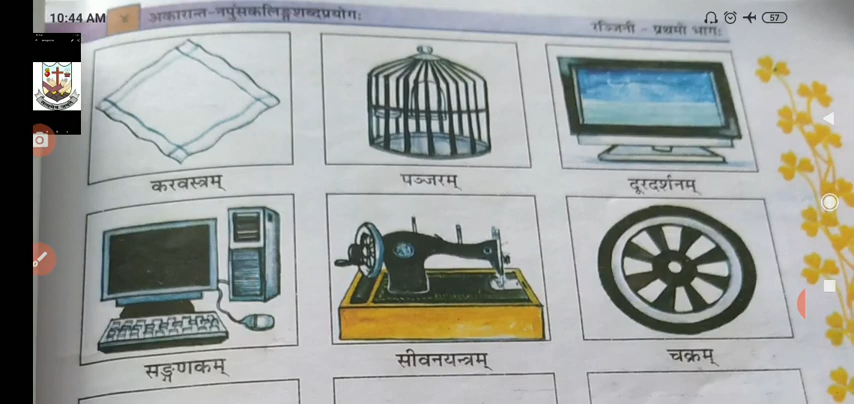 10:44 AM
४
अकारान्त-नपुंसकलिङ्गशब्दप्रयोगः
57
रञ्जिनी - प्रथमो भागः
करवस्त्रम्
पञ्जरम्
दूरदर्शनम्
सङ्गणकम्
सीवनयन्त्रम्
चक्रम्